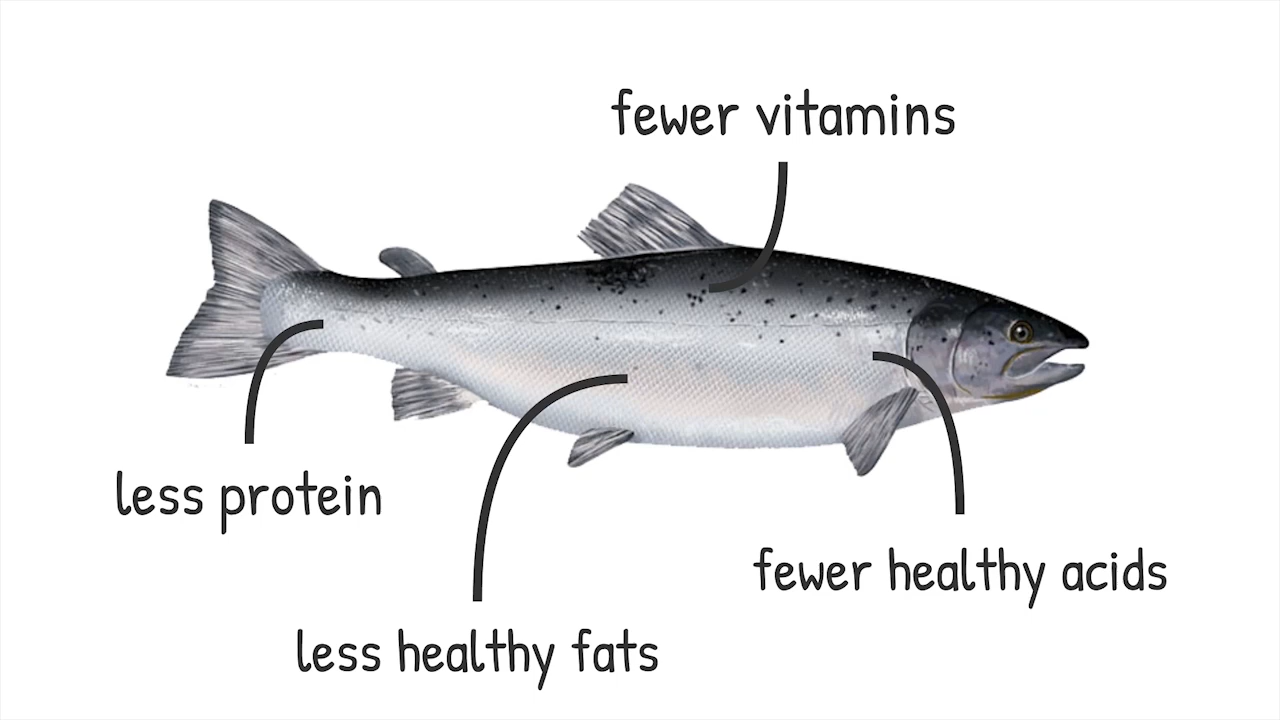 fewer vitamins
less protein
fewer healthy acids
less healthy fats